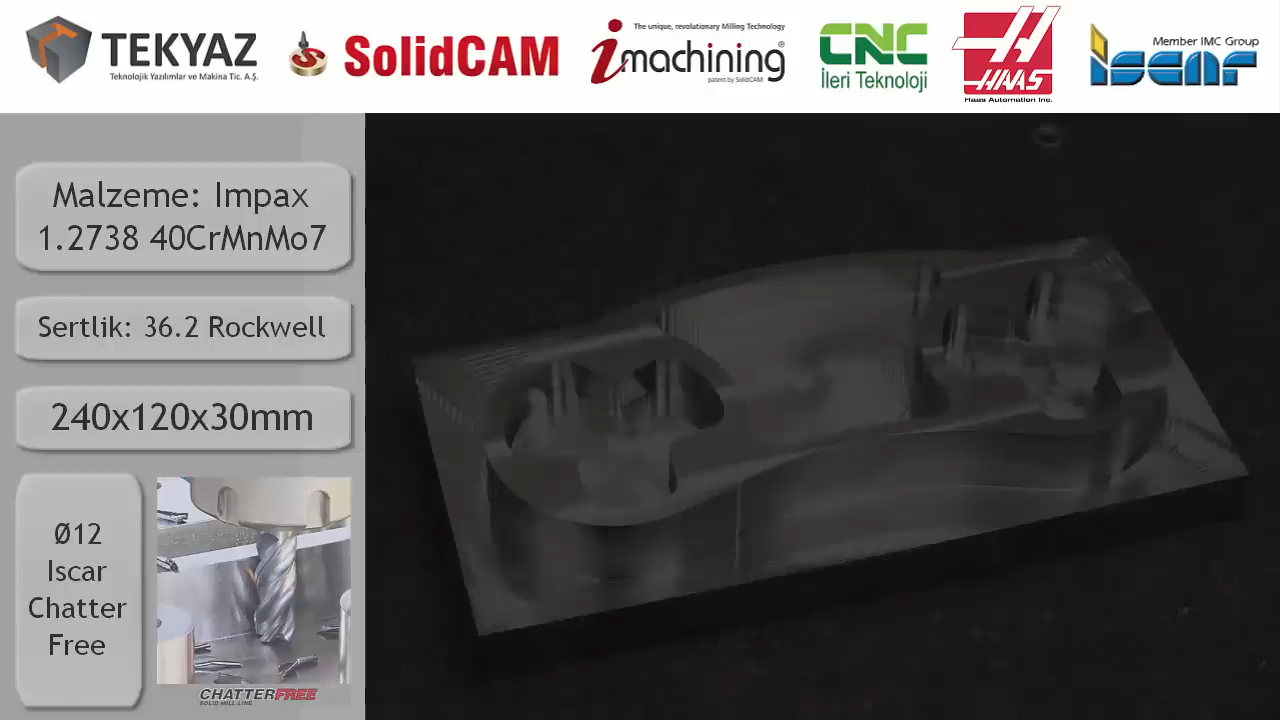 TEKYAZ
Teknolojik Yazılımlar ve Makina Tic. A.Ş.
SolidCAM
The unique, revolutionary Milling Technology
imachining®
patent by SolidCAM
CNC
İleri Teknoloji
H
HAAS
Haas Automation Inc.
Member IMC Group
iscar
Malzeme: Impax
1.2738 40CrMnMo7
Sertlik: 36.2 Rockwell
240x120x30mm
Ø12
Iscar
Chatter
Free
CHATTERFREE
SOLID MILL LINE